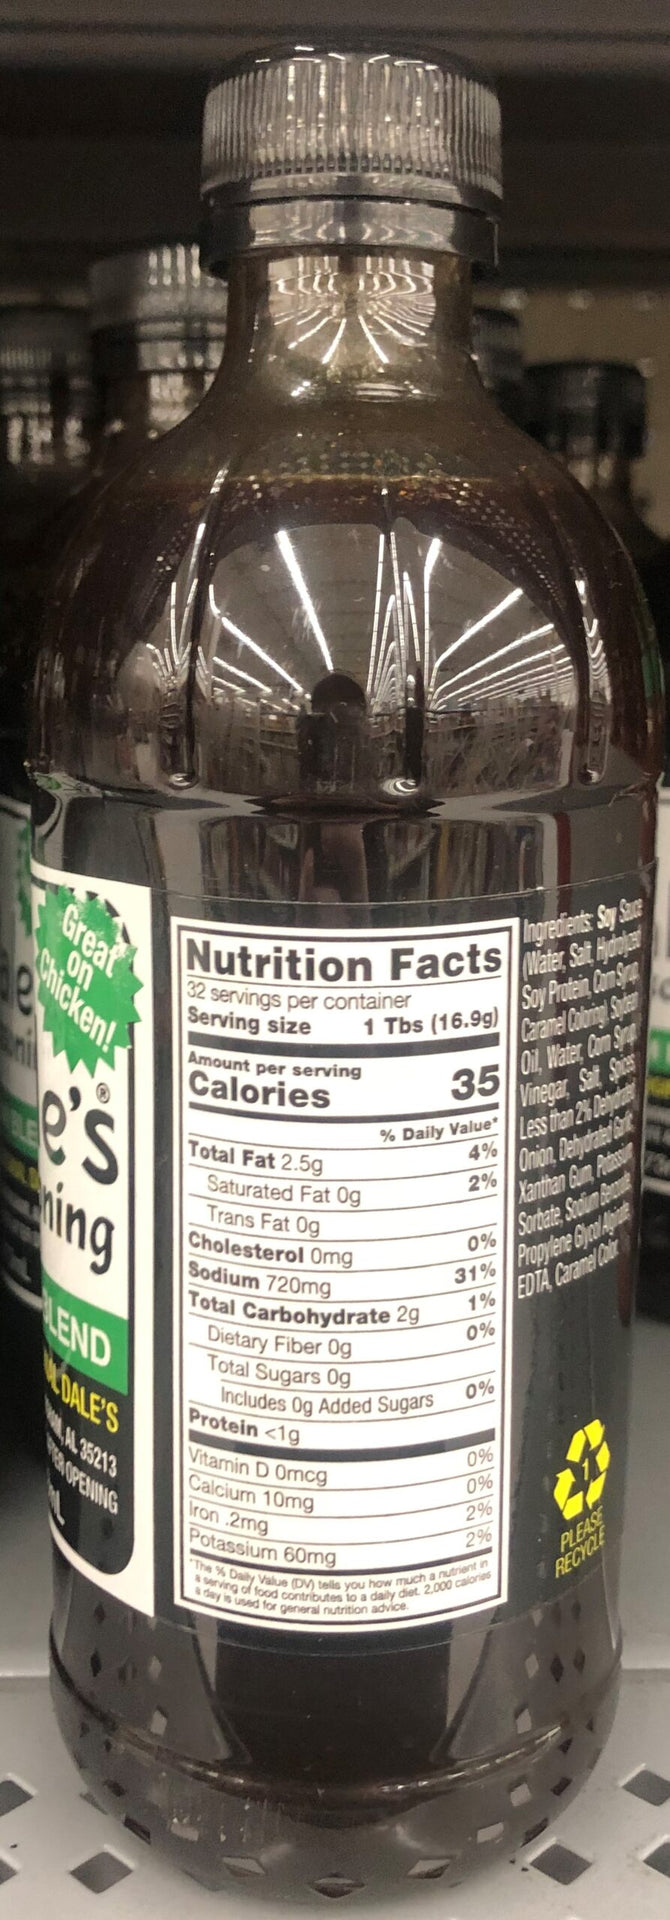 Great
on
Chicken!
e's®
ning
BLEND
DALE'S
AL 35213
OPENING
mL
Nutrition Facts
32 servings per container
Serving size 1 Tbs (16.9g)
Amount per serving
Calories 35
% Daily Value*
Total Fat 2.5g 4%
Saturated Fat 0g 2%
Trans Fat 0g
Cholesterol 0mg 0%
Sodium 720mg 31%
Total Carbohydrate 2g 1%
Dietary Fiber 0g 0%
Total Sugars 0g
Includes 0g Added Sugars 0%
Protein <1g
Vitamin D 0mcg 0%
Calcium 10mg 0%
Iron .2mg 2%
Potassium 60mg 2%
*The % Daily Value (DV) tells you how much a nutrient in
a serving of food contributes to a daily diet. 2,000 calories
a day is used for general nutrition advice.
Ingredients: Soy Sauce
(Water, Salt, Hydrolyzed
Soy Protein, Corn Syrup,
Caramel Coloring), Soybean
Oil, Water, Corn Syrup,
Vinegar, Salt, Spices,
Less than 2% Dehydrated
Onion, Dehydrated Garlic,
Xanthan Gum, Potassium
Sorbate, Sodium Benzoate,
Propylene Glycol Alginate,
EDTA, Caramel Color.
1
PLEASE
RECYCLE